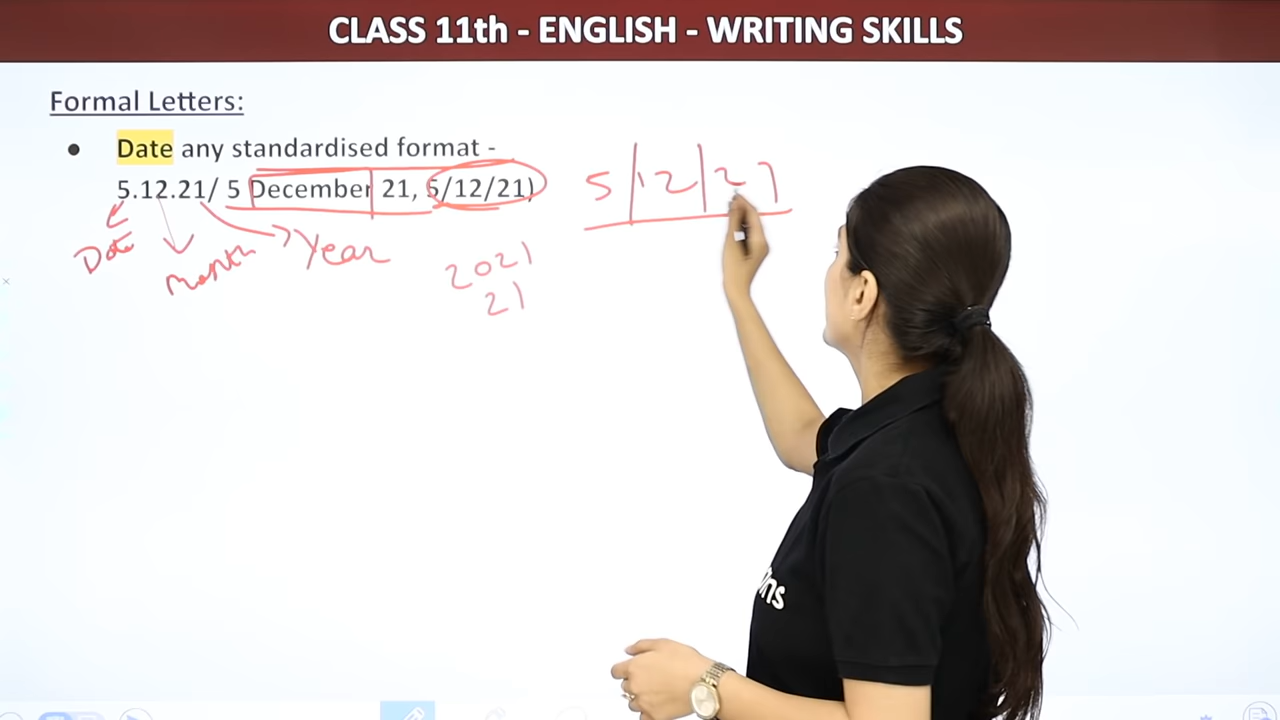 CLASS 11th - ENGLISH - WRITING SKILLS
Formal Letters:
● Date any standardised format -
5.12.21/ 5 December 21, 5/12/21)
5/12/21
Date
Month
Year
2021
21